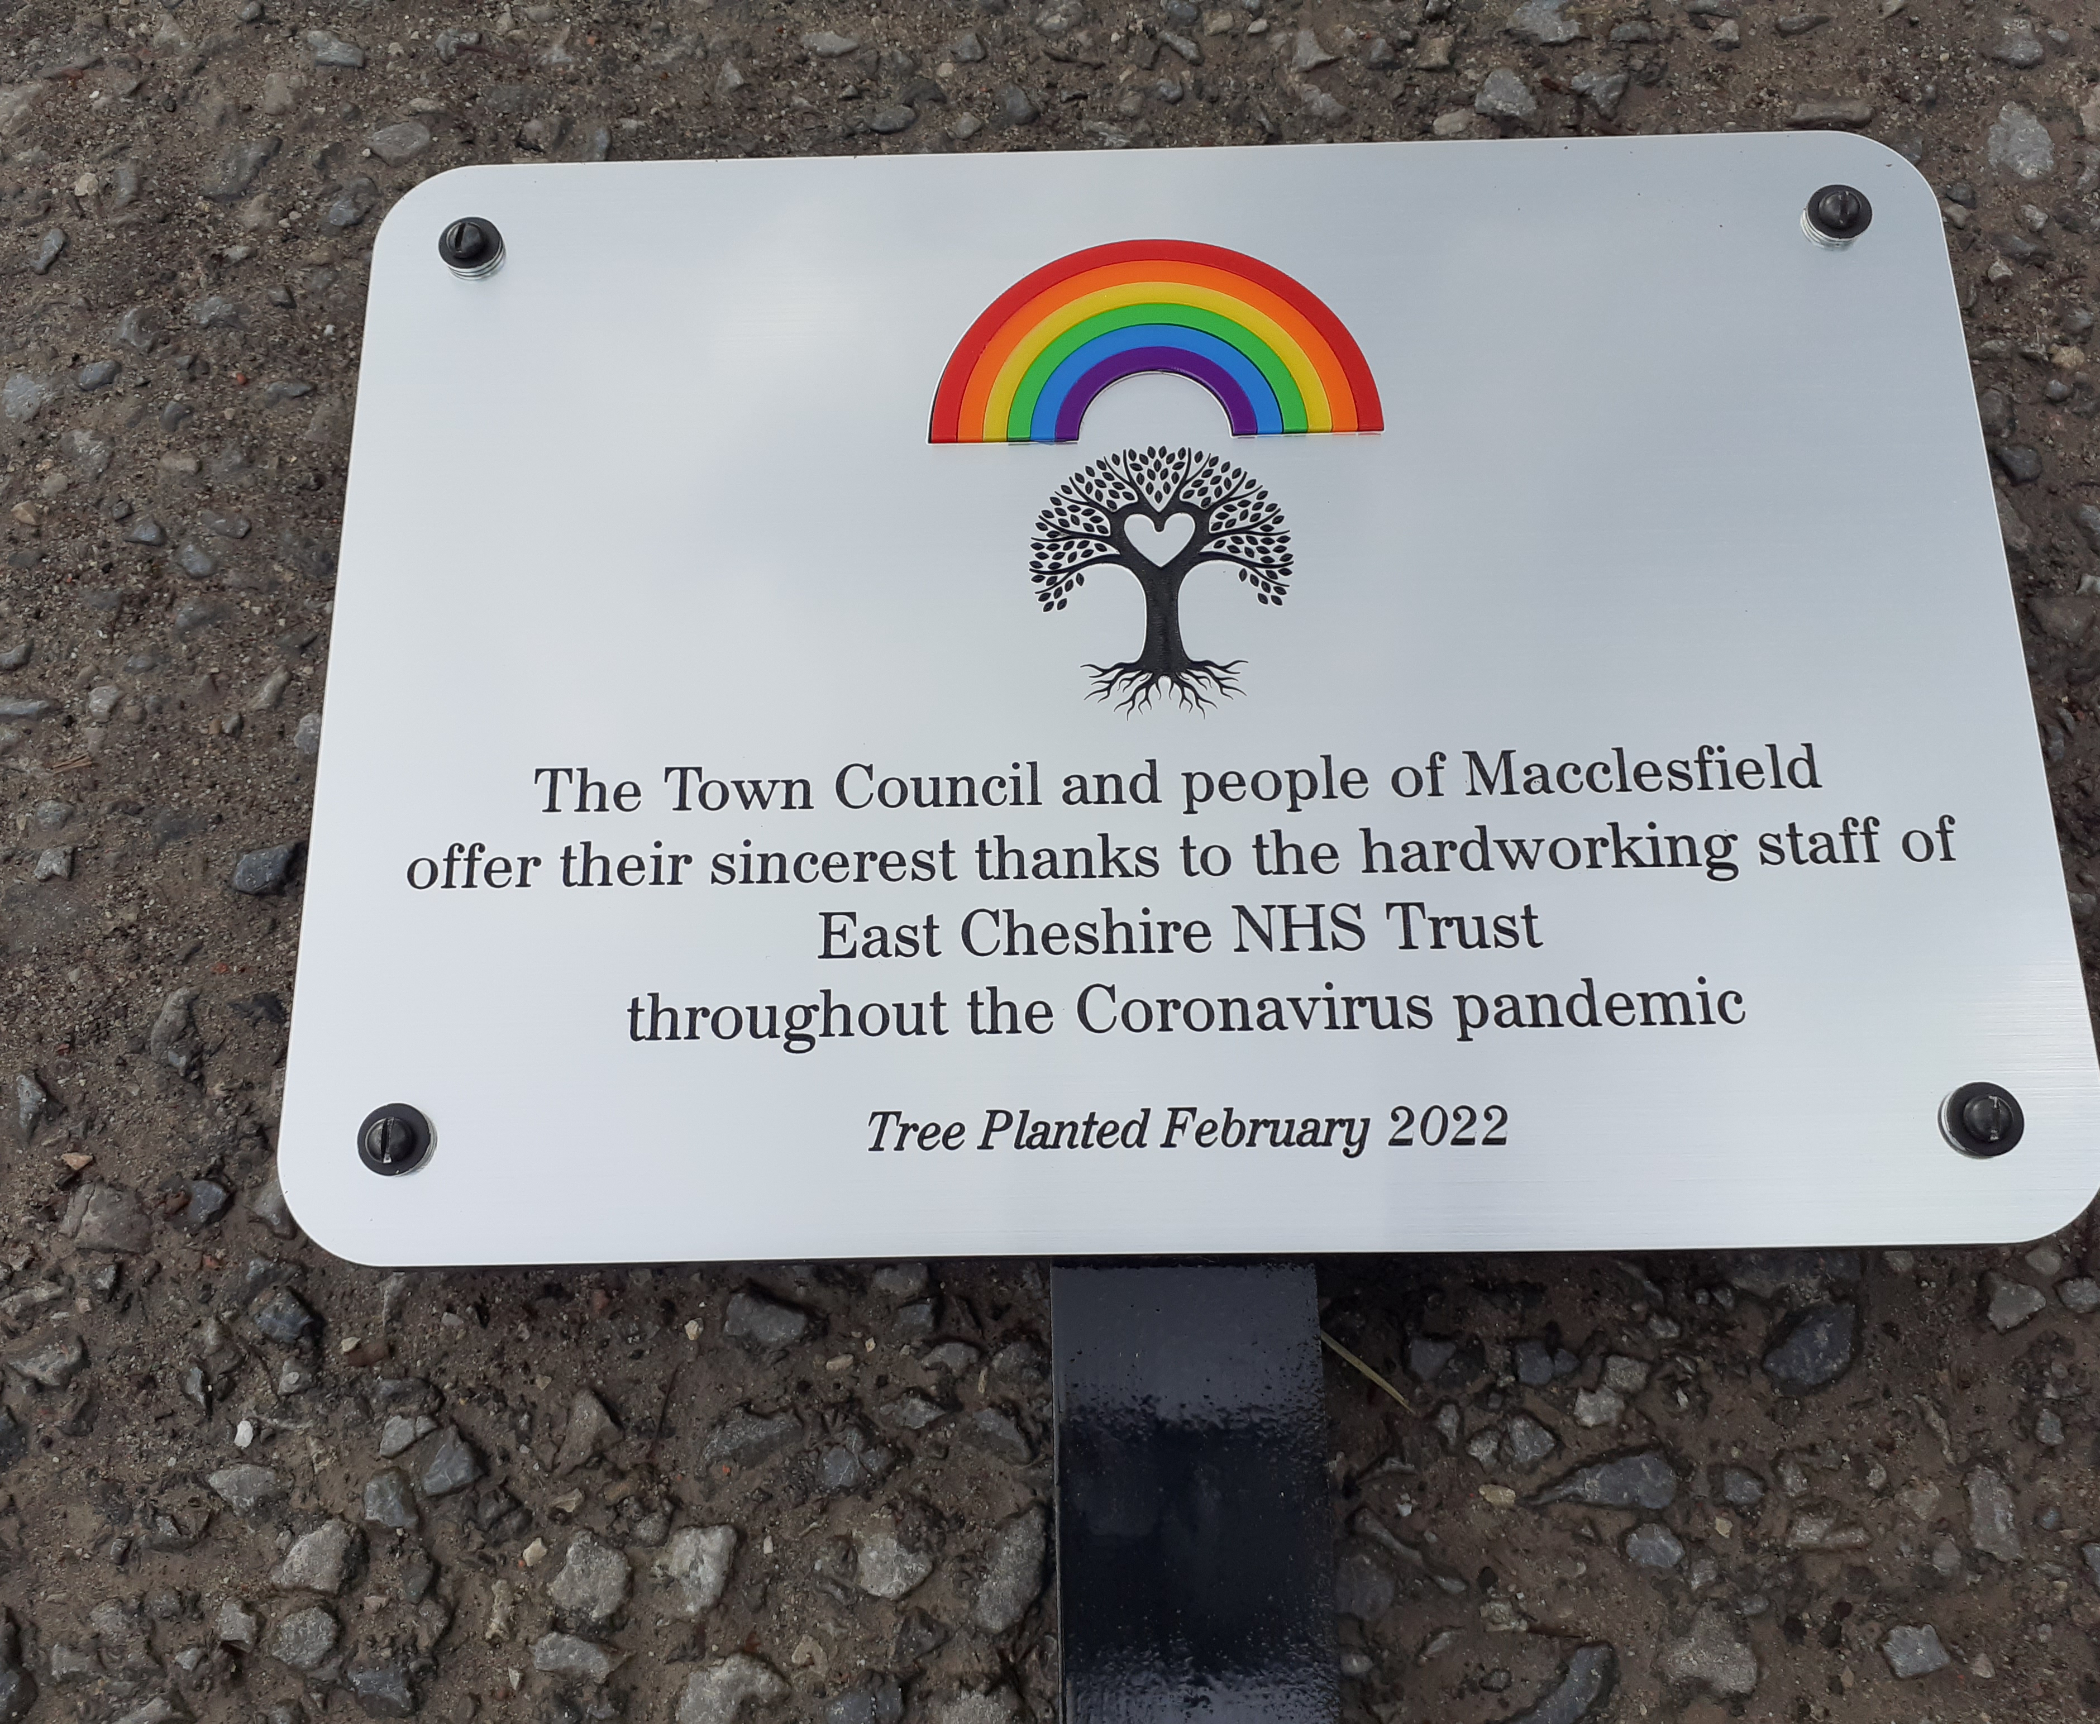 The Town Council and people of Macclesfield
offer their sincerest thanks to the hardworking staff of
East Cheshire NHS Trust
throughout the Coronavirus pandemic
Tree Planted February 2022